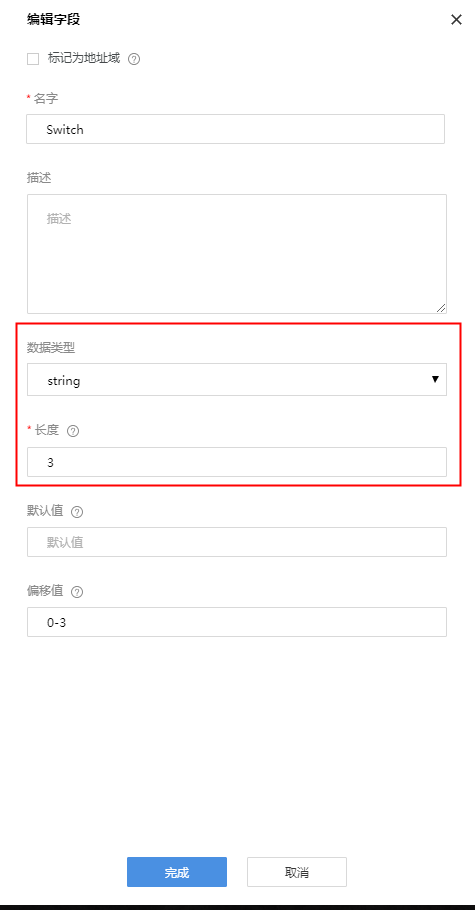 编辑字段
标记为地址域
* 名字
Switch
描述
描述
数据类型
string
* 长度
3
默认值
默认值
偏移值
0-3
完成
取消